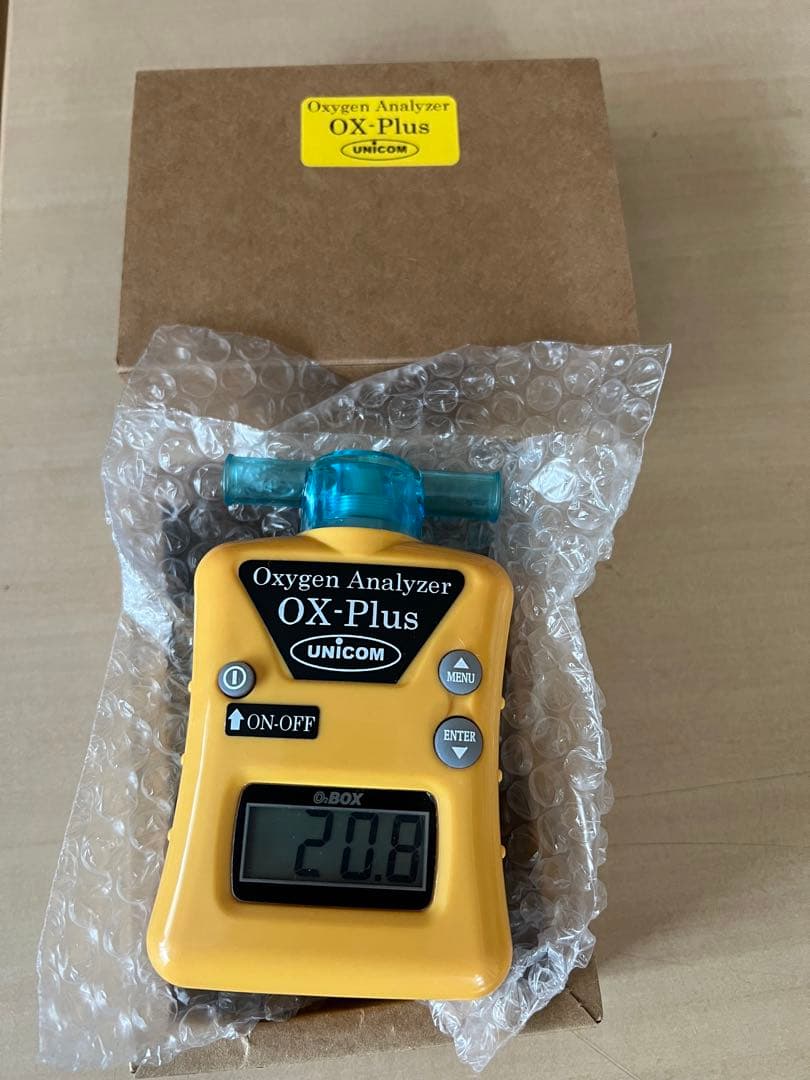 Oxygen Analyzer
OX-Plus
UNICOM
Oxygen Analyzer
OX-Plus
UNICOM
MENU
ON-OFF
ENTER
O₂BOX
20.8